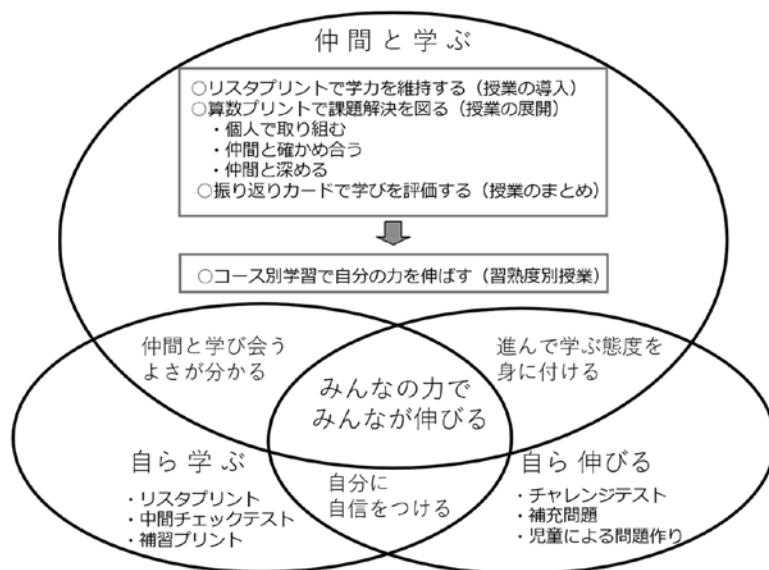 仲間と学ぶ
○リスタプリントで学力を維持する（授業の導入）
○算数プリントで課題解決を図る（授業の展開）
・個人で取り組む
・仲間と確かめ合う
・仲間と深める
○振り返りカードで学びを評価する（授業のまとめ）
○コース別学習で自分の力を伸ばす（習熟度別授業）
仲間と学び会う
よさが分かる
進んで学ぶ態度を
身に付ける
みんなの力で
みんなが伸びる
自ら 学ぶ
・リスタプリント
・中間チェックテスト
・補習プリント
自分に
自信をつける
自ら 伸びる
・チャレンジテスト
・補充問題
・児童による問題作り